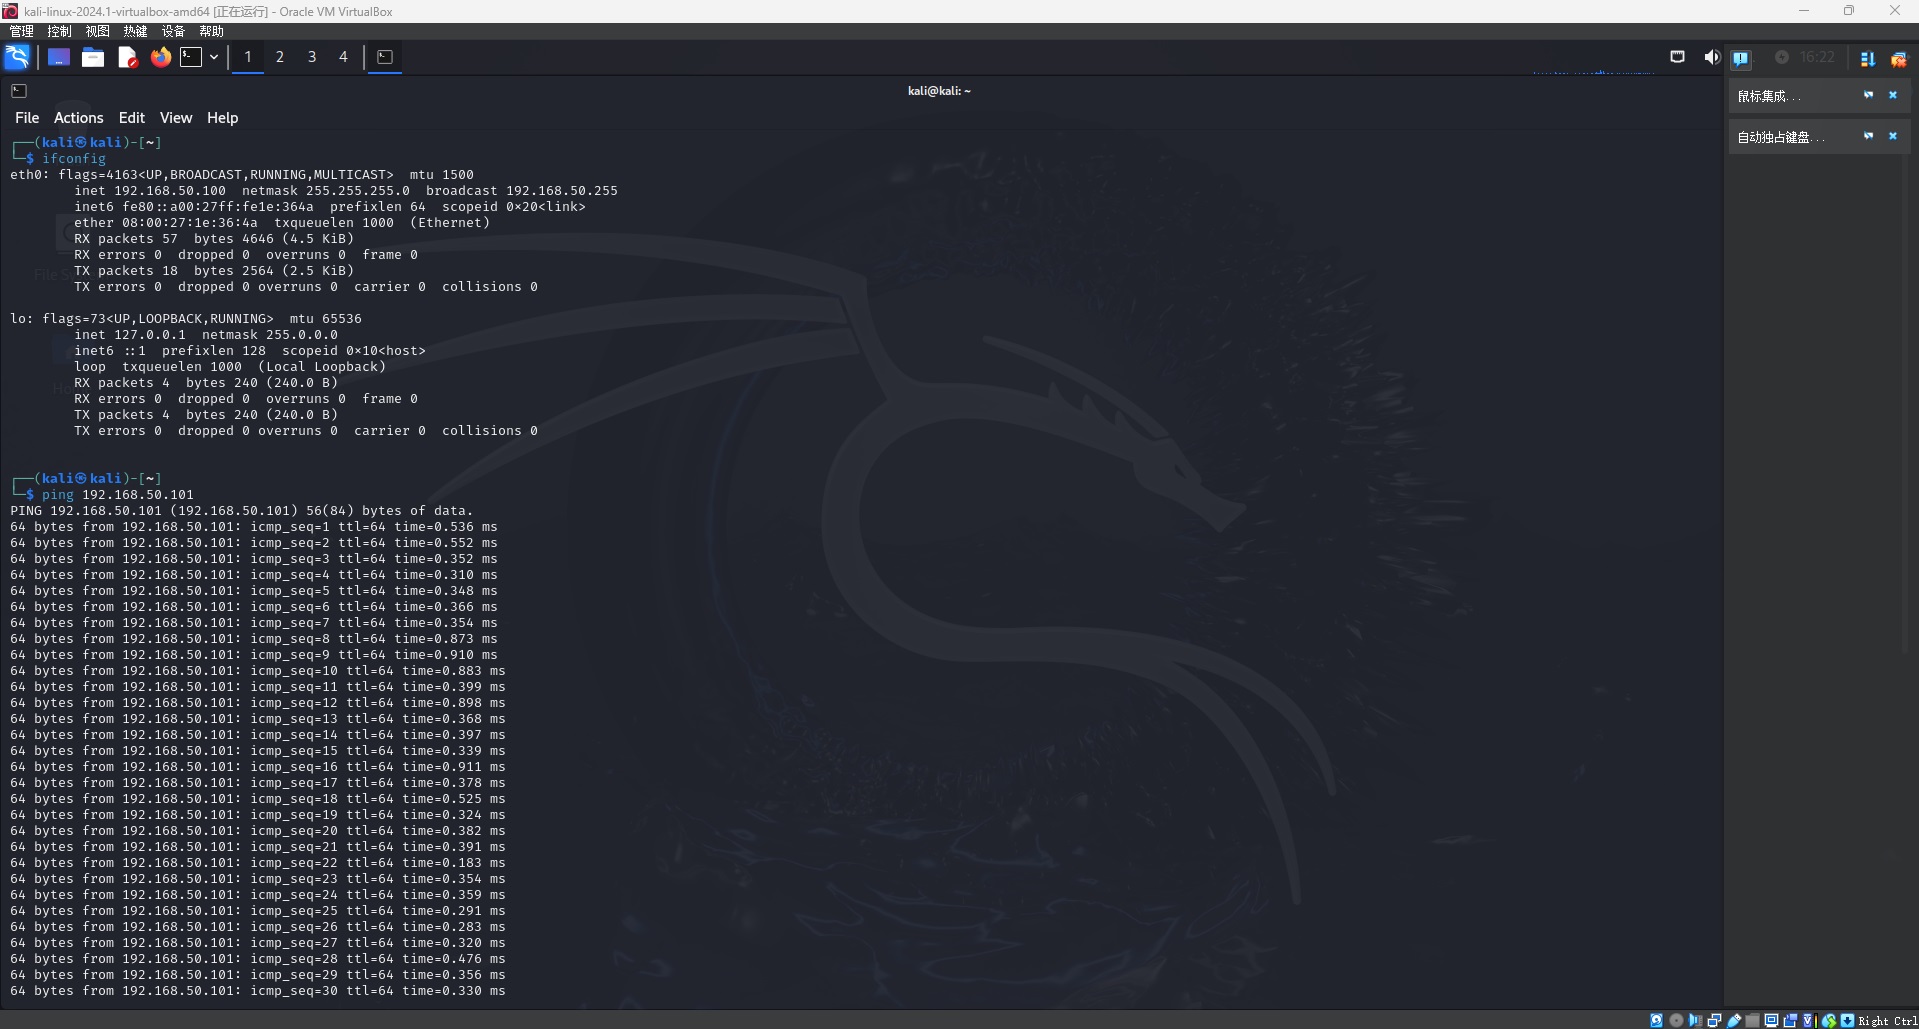 kali-linux-2024.1-virtualbox-amd64 [正在运行] - Oracle VM VirtualBox
管理 控制 视图 热键 设备 帮助
1 2 3 4
16:22
kali@kali: ~
File Actions Edit View Help
鼠标集成...
自动独占键盘...
┌──(kali㉿kali)-[~]
└─$ ifconfig
eth0: flags=4163<UP,BROADCAST,RUNNING,MULTICAST>  mtu 1500
inet 192.168.50.100  netmask 255.255.255.0  broadcast 192.168.50.255
inet6 fe80::a00:27ff:fe1e:364a  prefixlen 64  scopeid 0×20<link>
ether 08:00:27:1e:36:4a  txqueuelen 1000  (Ethernet)
RX packets 57  bytes 4646 (4.5 KiB)
RX errors 0  dropped 0  overruns 0  frame 0
TX packets 18  bytes 2564 (2.5 KiB)
TX errors 0  dropped 0 overruns 0  carrier 0  collisions 0
lo: flags=73<UP,LOOPBACK,RUNNING>  mtu 65536
inet 127.0.0.1  netmask 255.0.0.0
inet6 ::1  prefixlen 128  scopeid 0×10<host>
loop  txqueuelen 1000  (Local Loopback)
RX packets 4  bytes 240 (240.0 B)
RX errors 0  dropped 0  overruns 0  frame 0
TX packets 4  bytes 240 (240.0 B)
TX errors 0  dropped 0 overruns 0  carrier 0  collisions 0
┌──(kali㉿kali)-[~]
└─$ ping 192.168.50.101
PING 192.168.50.101 (192.168.50.101) 56(84) bytes of data.
64 bytes from 192.168.50.101: icmp_seq=1 ttl=64 time=0.536 ms
64 bytes from 192.168.50.101: icmp_seq=2 ttl=64 time=0.552 ms
64 bytes from 192.168.50.101: icmp_seq=3 ttl=64 time=0.352 ms
64 bytes from 192.168.50.101: icmp_seq=4 ttl=64 time=0.310 ms
64 bytes from 192.168.50.101: icmp_seq=5 ttl=64 time=0.348 ms
64 bytes from 192.168.50.101: icmp_seq=6 ttl=64 time=0.366 ms
64 bytes from 192.168.50.101: icmp_seq=7 ttl=64 time=0.354 ms
64 bytes from 192.168.50.101: icmp_seq=8 ttl=64 time=0.873 ms
64 bytes from 192.168.50.101: icmp_seq=9 ttl=64 time=0.910 ms
64 bytes from 192.168.50.101: icmp_seq=10 ttl=64 time=0.883 ms
64 bytes from 192.168.50.101: icmp_seq=11 ttl=64 time=0.399 ms
64 bytes from 192.168.50.101: icmp_seq=12 ttl=64 time=0.898 ms
64 bytes from 192.168.50.101: icmp_seq=13 ttl=64 time=0.368 ms
64 bytes from 192.168.50.101: icmp_seq=14 ttl=64 time=0.397 ms
64 bytes from 192.168.50.101: icmp_seq=15 ttl=64 time=0.339 ms
64 bytes from 192.168.50.101: icmp_seq=16 ttl=64 time=0.911 ms
64 bytes from 192.168.50.101: icmp_seq=17 ttl=64 time=0.378 ms
64 bytes from 192.168.50.101: icmp_seq=18 ttl=64 time=0.525 ms
64 bytes from 192.168.50.101: icmp_seq=19 ttl=64 time=0.324 ms
64 bytes from 192.168.50.101: icmp_seq=20 ttl=64 time=0.382 ms
64 bytes from 192.168.50.101: icmp_seq=21 ttl=64 time=0.391 ms
64 bytes from 192.168.50.101: icmp_seq=22 ttl=64 time=0.183 ms
64 bytes from 192.168.50.101: icmp_seq=23 ttl=64 time=0.354 ms
64 bytes from 192.168.50.101: icmp_seq=24 ttl=64 time=0.359 ms
64 bytes from 192.168.50.101: icmp_seq=25 ttl=64 time=0.291 ms
64 bytes from 192.168.50.101: icmp_seq=26 ttl=64 time=0.283 ms
64 bytes from 192.168.50.101: icmp_seq=27 ttl=64 time=0.320 ms
64 bytes from 192.168.50.101: icmp_seq=28 ttl=64 time=0.476 ms
64 bytes from 192.168.50.101: icmp_seq=29 ttl=64 time=0.356 ms
64 bytes from 192.168.50.101: icmp_seq=30 ttl=64 time=0.330 ms
Right Ctrl